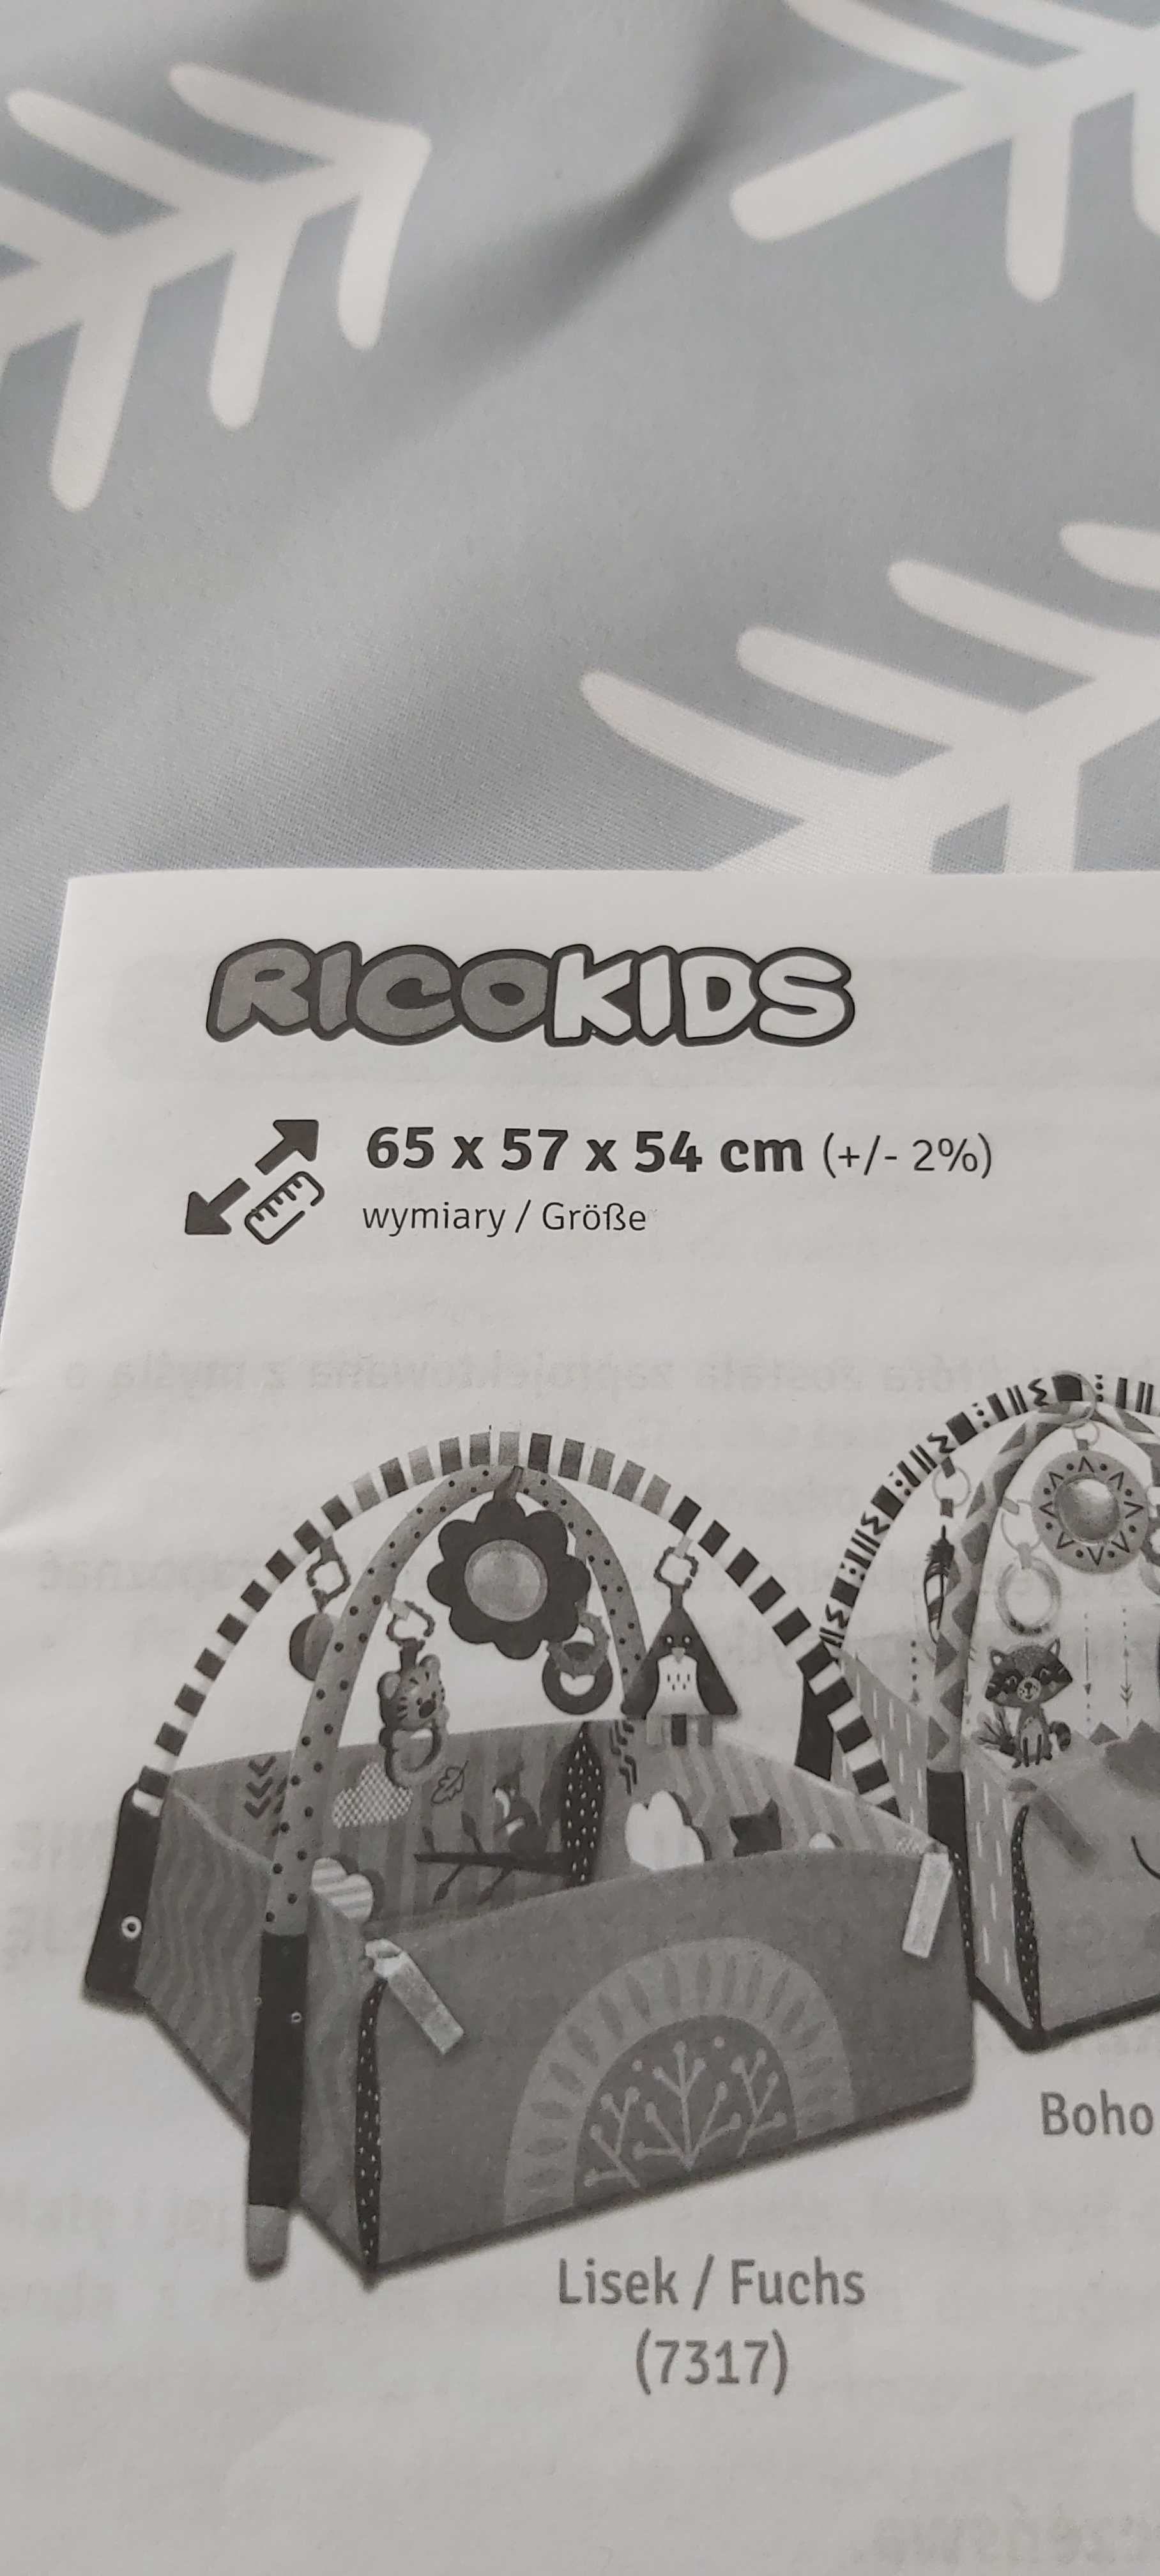 RICOKIDS
65 x 57 x 54 cm (+/- 2%)
wymiary / Größe
Boho
Lisek / Fuchs
(7317)